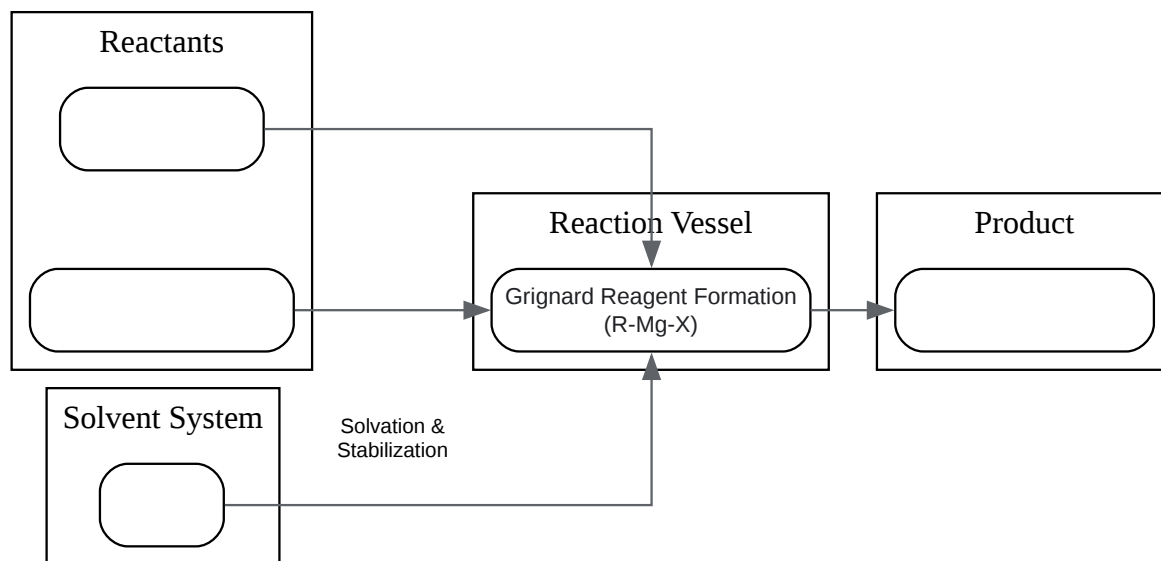 Reactants
Reaction Vessel
Product
Grignard Reagent Formation
(R-Mg-X)
Solvent System
Solvation &
Stabilization